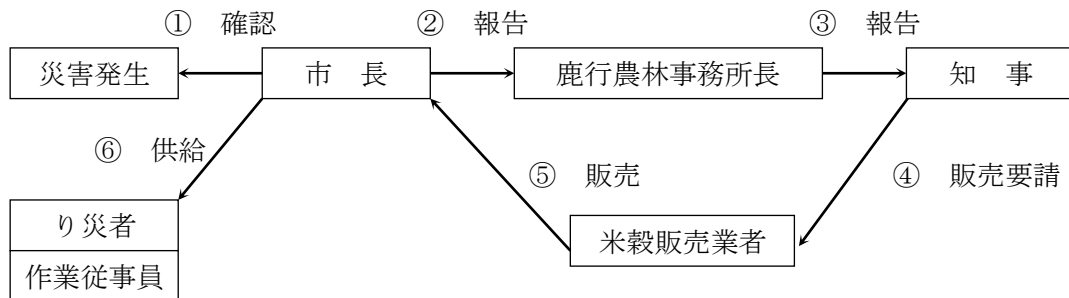 ① 確認
② 報告
③ 報告
災害発生
市 長
鹿行農林事務所長
知 事
⑥ 供給
⑤ 販売
④ 販売要請
り災者
米穀販売業者
作業従事員